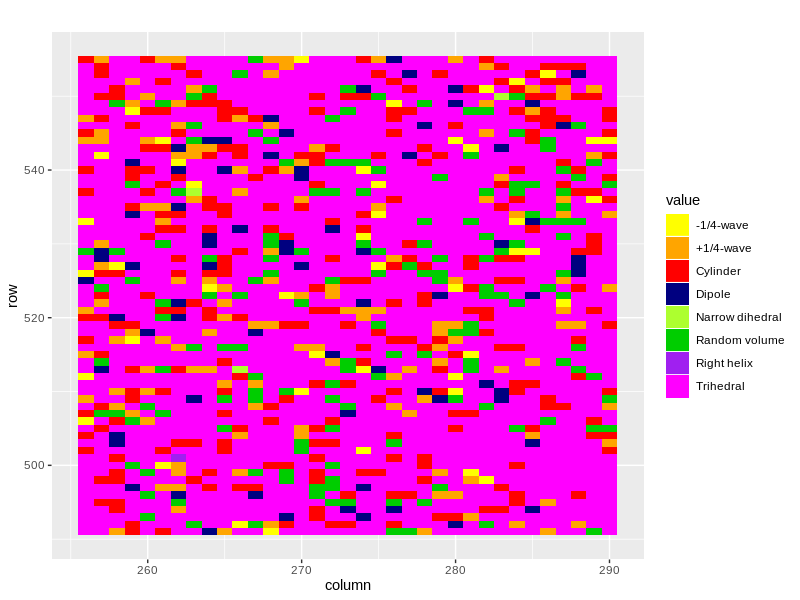 value
-1/4-wave
+1/4-wave
Cylinder
Dipole
Narrow dihedral
Random volume
Right helix
Trihedral
row
540
520
500
260 270 280 290
column